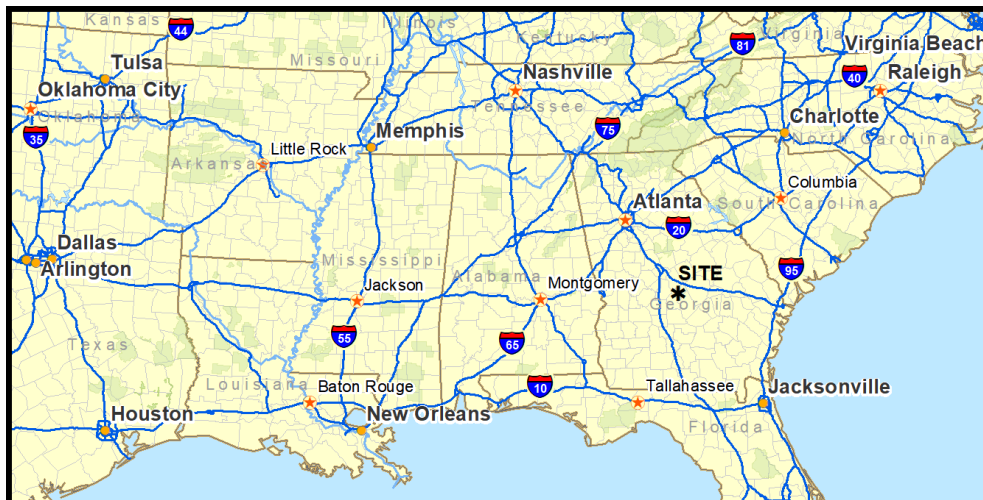 Kansas
44
Illinois
Kentucky
81
Virginia
Missouri
Virginia Beach
Tulsa
Nashville
40
Raleigh
Oklahoma City
Oklahoma
Tennessee
35
Memphis
75
Charlotte
North Carolina
Little Rock
Arkansas
Columbia
South Carolina
Atlanta
20
Dallas
Arlington
Mississippi
Alabama
SITE
95
Jackson
Montgomery
Georgia
Texas
55
65
Louisiana
Baton Rouge
10
Tallahassee
Jacksonville
Houston
New Orleans
Florida